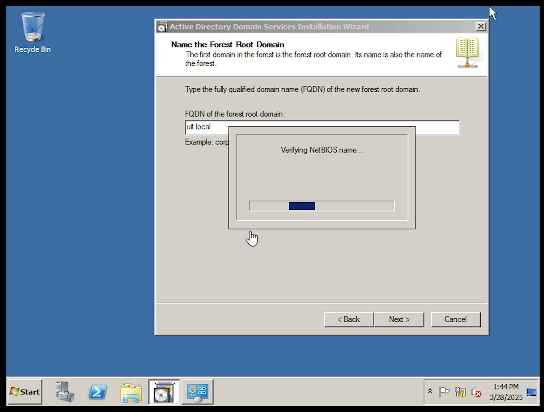 Recycle Bin
Active Directory Domain Services Installation Wizard
Name the Forest Root Domain
The first domain in the forest is the forest root domain. Its name is also the name of
the forest.
Type the fully qualified domain name (FQDN) of the new forest root domain.
FQDN of the forest root domain:
uit.local
Example: corp
Verifying NetBIOS name...
< Back
Next >
Cancel
Start
1:44 PM
3/28/2025